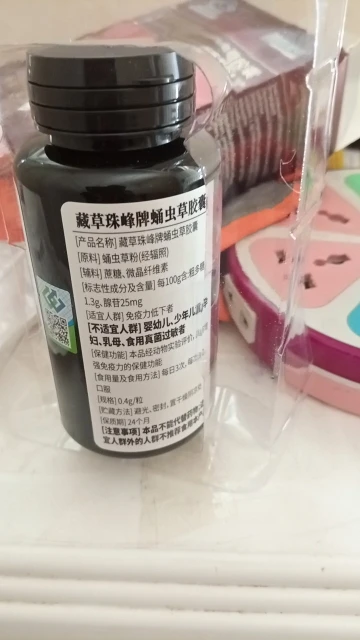 藏草珠峰牌蛹虫草胶囊
[产品名称] 藏草珠峰牌蛹虫草胶囊
[原料] 蛹虫草粉(经辐照)
[辅料] 蔗糖、微晶纤维素
[标志性成分及含量] 每100g含:粗多糖
1.3g, 腺苷25mg
[适宜人群] 免疫力低下者
[不适宜人群] 婴幼儿、少年儿童、孕
妇、乳母、食用真菌过敏者
[保健功能] 本品经动物实验评价,
强免疫力的保健功能
[食用量及食用方法] 每日3次,
口服
[规格] 0.4g/粒
[贮藏方法] 避光、密封、置干燥
[保质期] 24个月
[注意事项] 本品不能代替药物;适
宜人群外的人群不推荐食用本